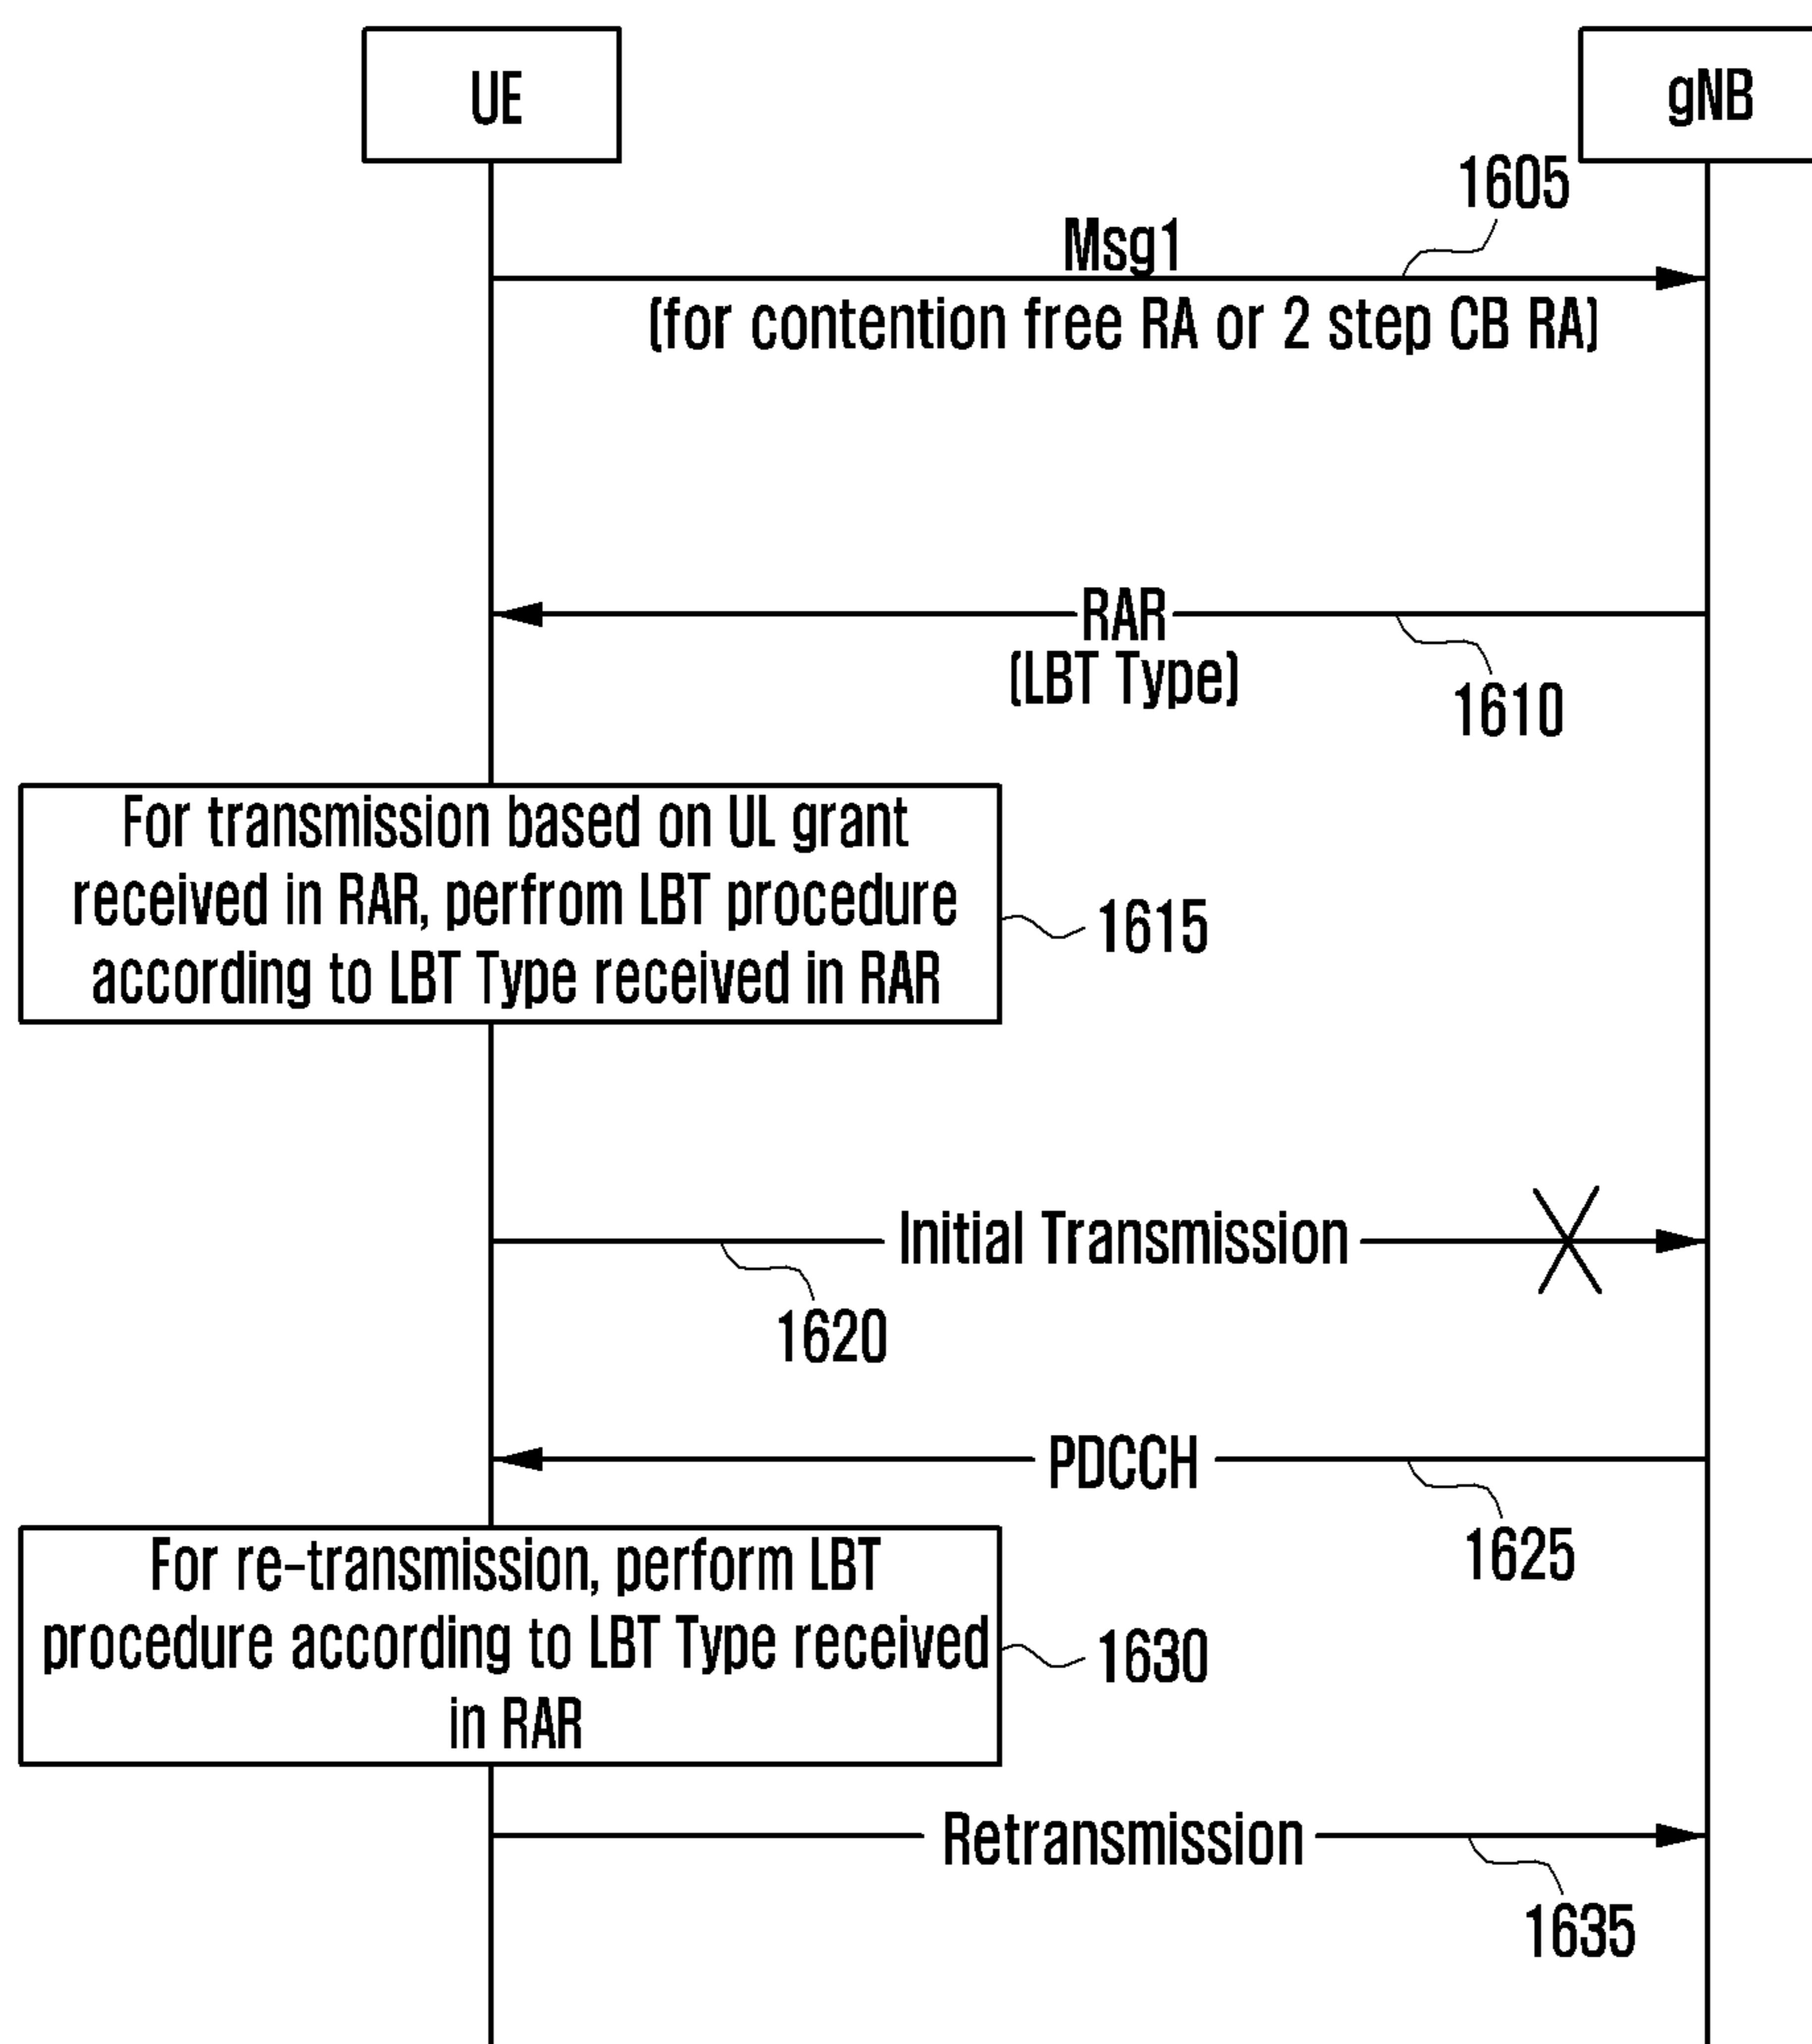 UE
gNB
1605
Msg1
(for contention free RA or 2 step CB RA)
RAR
(LBT Type)
1610
For transmission based on UL grant
received in RAR, perfrom LBT procedure
according to LBT Type received in RAR
1615
Initial Transmission
1620
PDCCH
1625
For re-transmission, perform LBT
procedure according to LBT Type received
in RAR
1630
Retransmission
1635